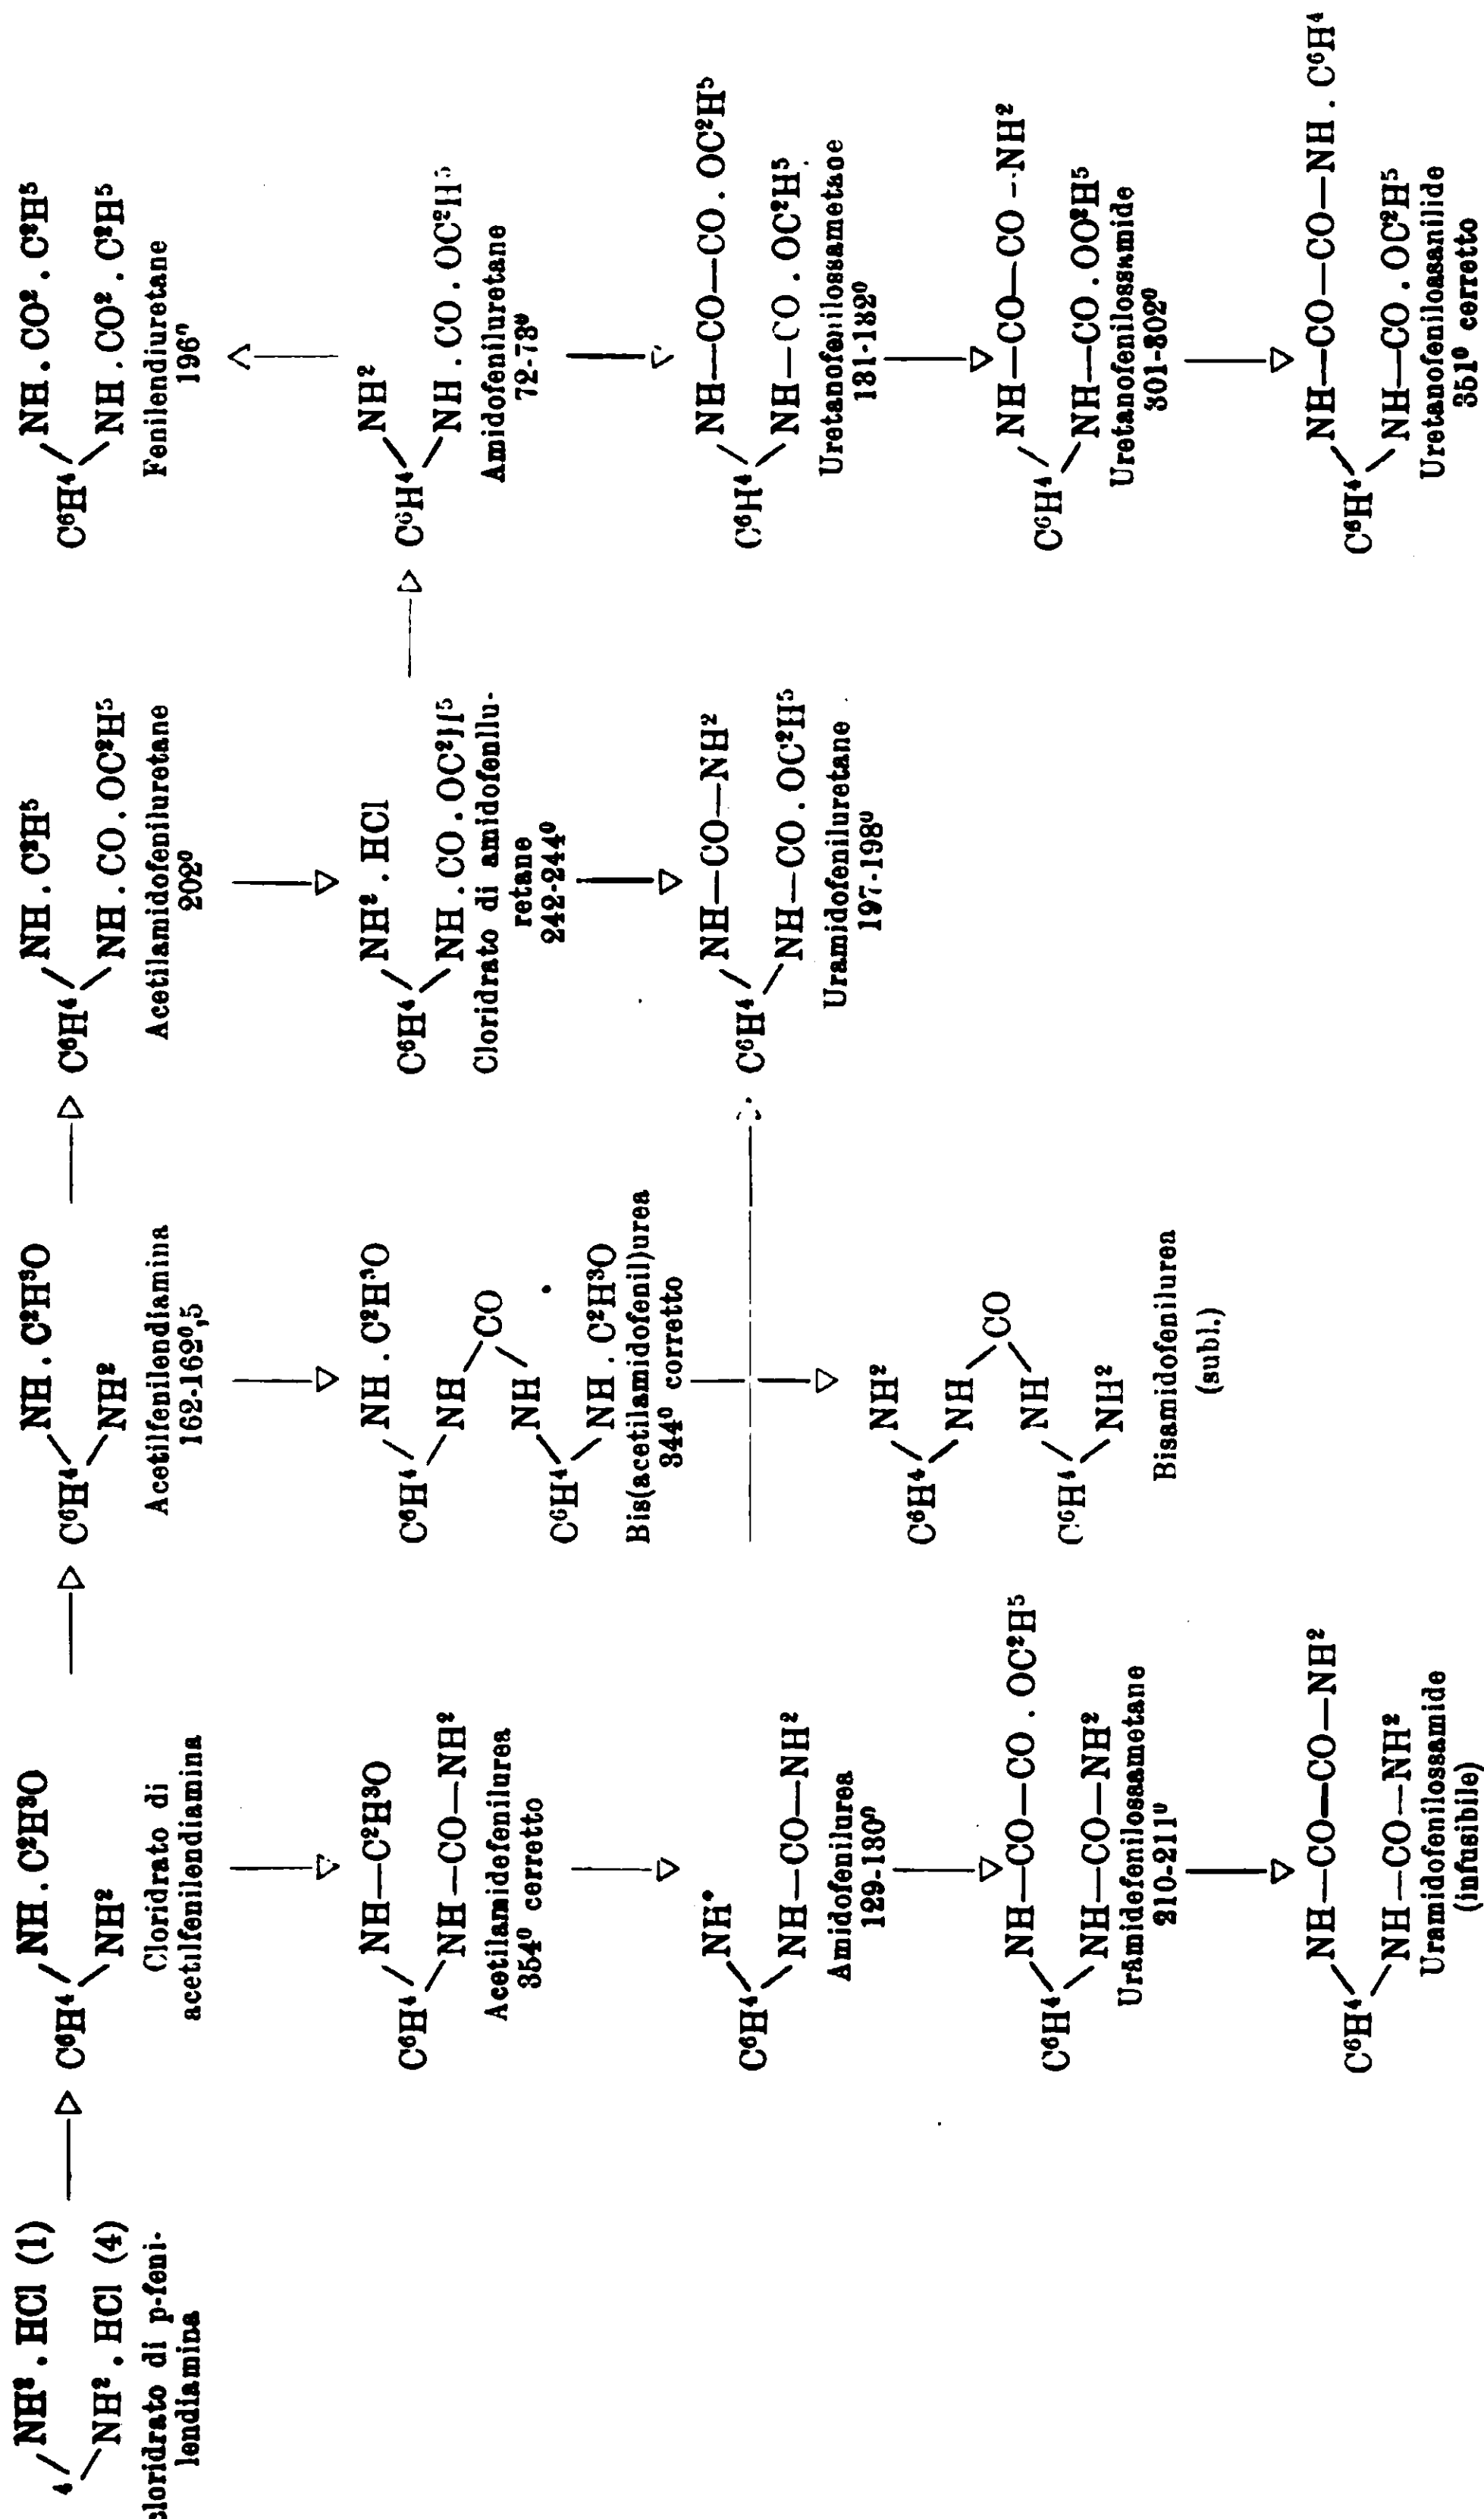 NH².HCl (1)
NH².HCl (4)
cloridrato di p-feni-
lendiamina
NH.C²H³O
C⁶H⁴
NH²
Cloridrato di
acetilfenilendiamina
NH—C²H³O
C⁶H⁴
NH—CO—NH²
Acetilamidefenilurea
354⁰ cerretto
NH²
C⁶H⁴
NH—CO—NH²
Amidofenilurea
129-130⁰
NH—CO—CO.OC²H⁵
C⁶H⁴
NH—CO—NH²
Uramidefenilossametane
210-211⁰
NH—CO—CO—NH²
C⁶H⁴
NH—CO—NH²
Uramidofenilossamide
(infusibile)
NH.C²H³O
C⁶H⁴
NH²
Acetilfenilendiamina
162-162⁰,5
NH.C²H³O
C⁶H⁴
NH
CO
NH
C⁶H⁴
NH.C²H³O
Bis(acetilamidofenil)urea
344⁰ corretto
NH²
C⁶H⁴
NH
CO
NH
C⁶H⁴
NH²
Bisamidofenilurea
(subl.)
NH.C²H⁵
C⁶H⁴
NH.CO.OC²H⁵
Acetilamidofeniluretane
202⁰
NH².HCl
C⁶H⁴
NH.CO.OC²H⁵
Cloridrato di amidofenilu-
retane
242-244⁰
NH—CO—NH²
C⁶H⁴
NH—CO.OC²H⁵
Uramidofeniluretane
197-198⁰
NH.CO².C²H⁵
C⁶H⁴
NH.CO².C²H⁵
Fenilendiuretane
196⁰
NH²
C⁶H⁴
NH.CO.OC²H⁵
Amidofeniluretane
72-73⁰
NH—CO—CO.OC²H⁵
C⁶H⁴
NH—CO.OC²H⁵
Uretanofenilossametane
181-182⁰
NH—CO—CO—NH²
C⁶H⁴
NH—CO.OO²H⁵
Uretanofenilossamide
301-302⁰
NH—CO—CO—NH.C⁶H⁴
C⁶H⁴
NH—CO.OC²H⁵
Uretanofenilossanilide
351⁰ cerretto